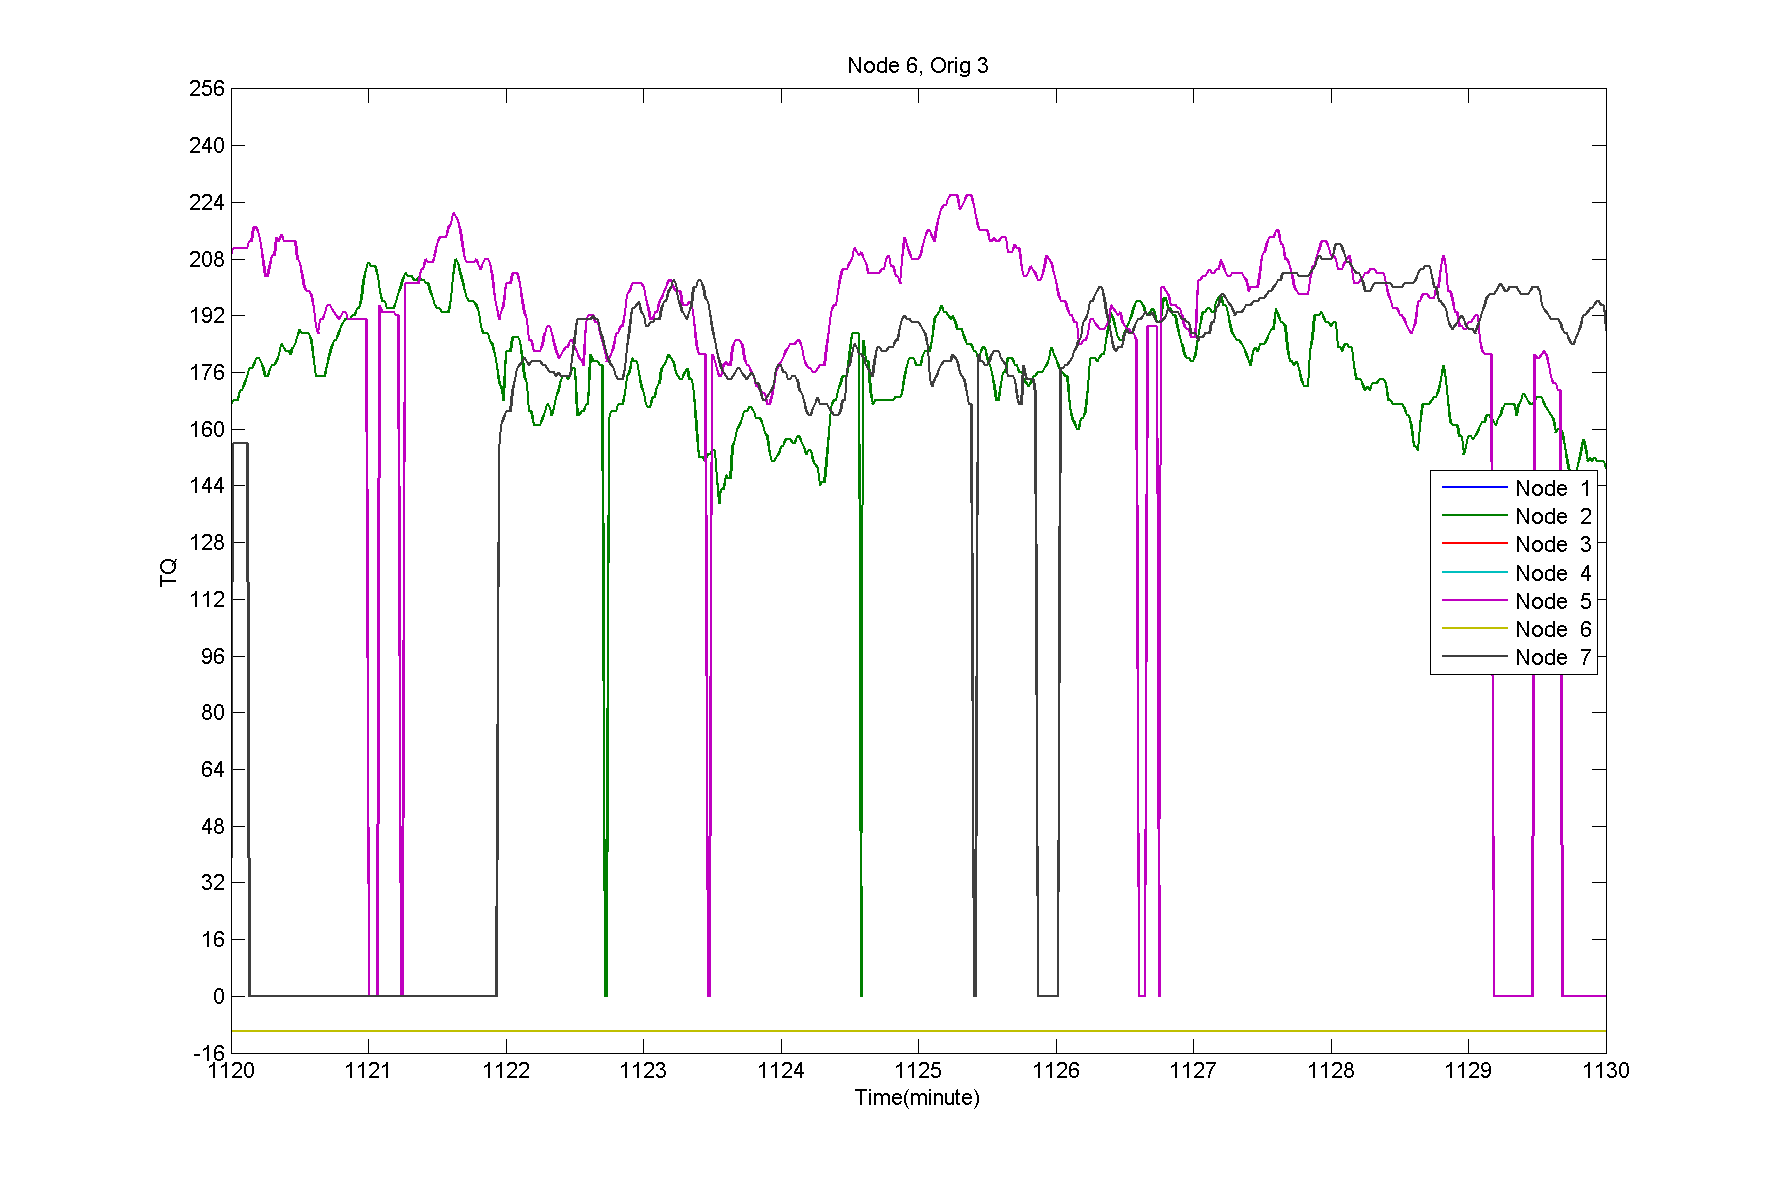 Node 6, Orig 3
256
240
224
208
192
176
160
144
128
112
96
80
64
48
32
16
0
-16
TQ
1120 1121 1122 1123 1124 1125 1126 1127 1128 1129 1130
Time(minute)
Node 1
Node 2
Node 3
Node 4
Node 5
Node 6
Node 7